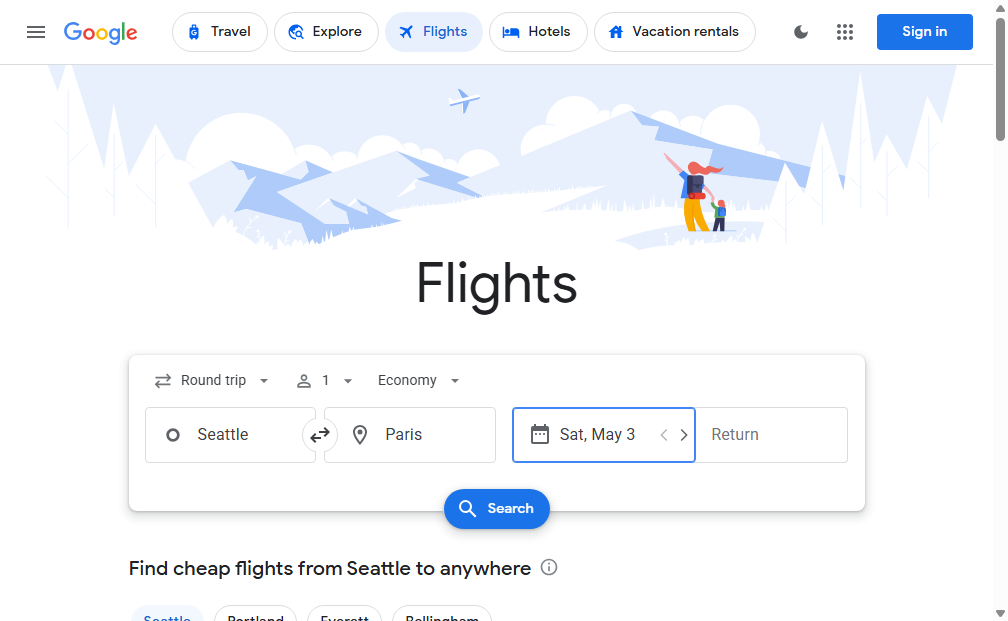 Google Travel Explore Flights Hotels Vacation rentals Sign in
Flights
Round trip 1 Economy
Seattle Paris Sat, May 3 Return
Search
Find cheap flights from Seattle to anywhere
Seattle Portland Everett Bellingham